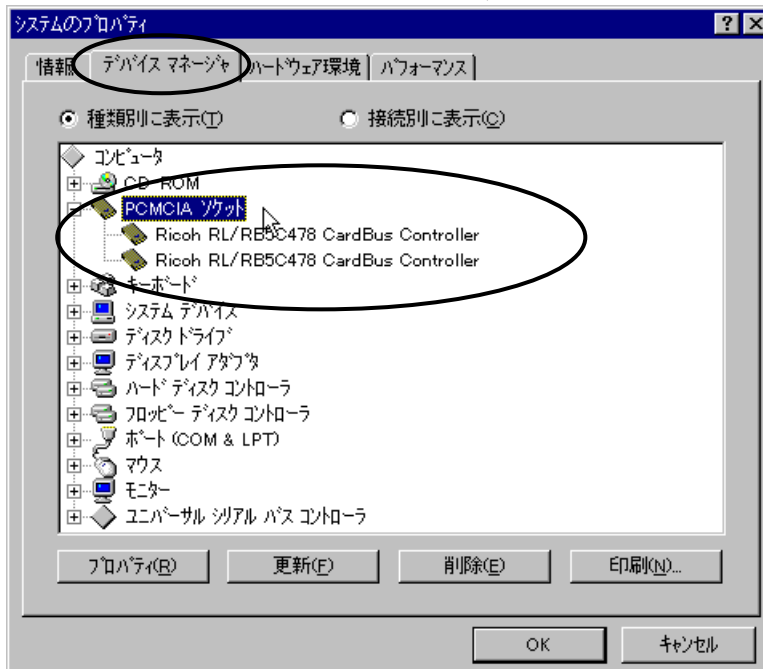 システムのプロパティ
情報 デバイス マネージャ ハードウェア環境 パフォーマンス
種類別に表示(T) 接続別に表示(C)
コンピュータ
CD-ROM
PCMCIA ソケット
Ricoh RL/RB5C478 CardBus Controller
Ricoh RL/RB5C478 CardBus Controller
キーボード
システム デバイス
ディスク ドライブ
ディスプレイ アダプタ
ハード ディスク コントローラ
フロッピー ディスク コントローラ
ポート (COM & LPT)
マウス
モニター
ユニバーサル シリアル バス コントローラ
プロパティ(R) 更新(F) 削除(E) 印刷(N)...
OK キャンセル